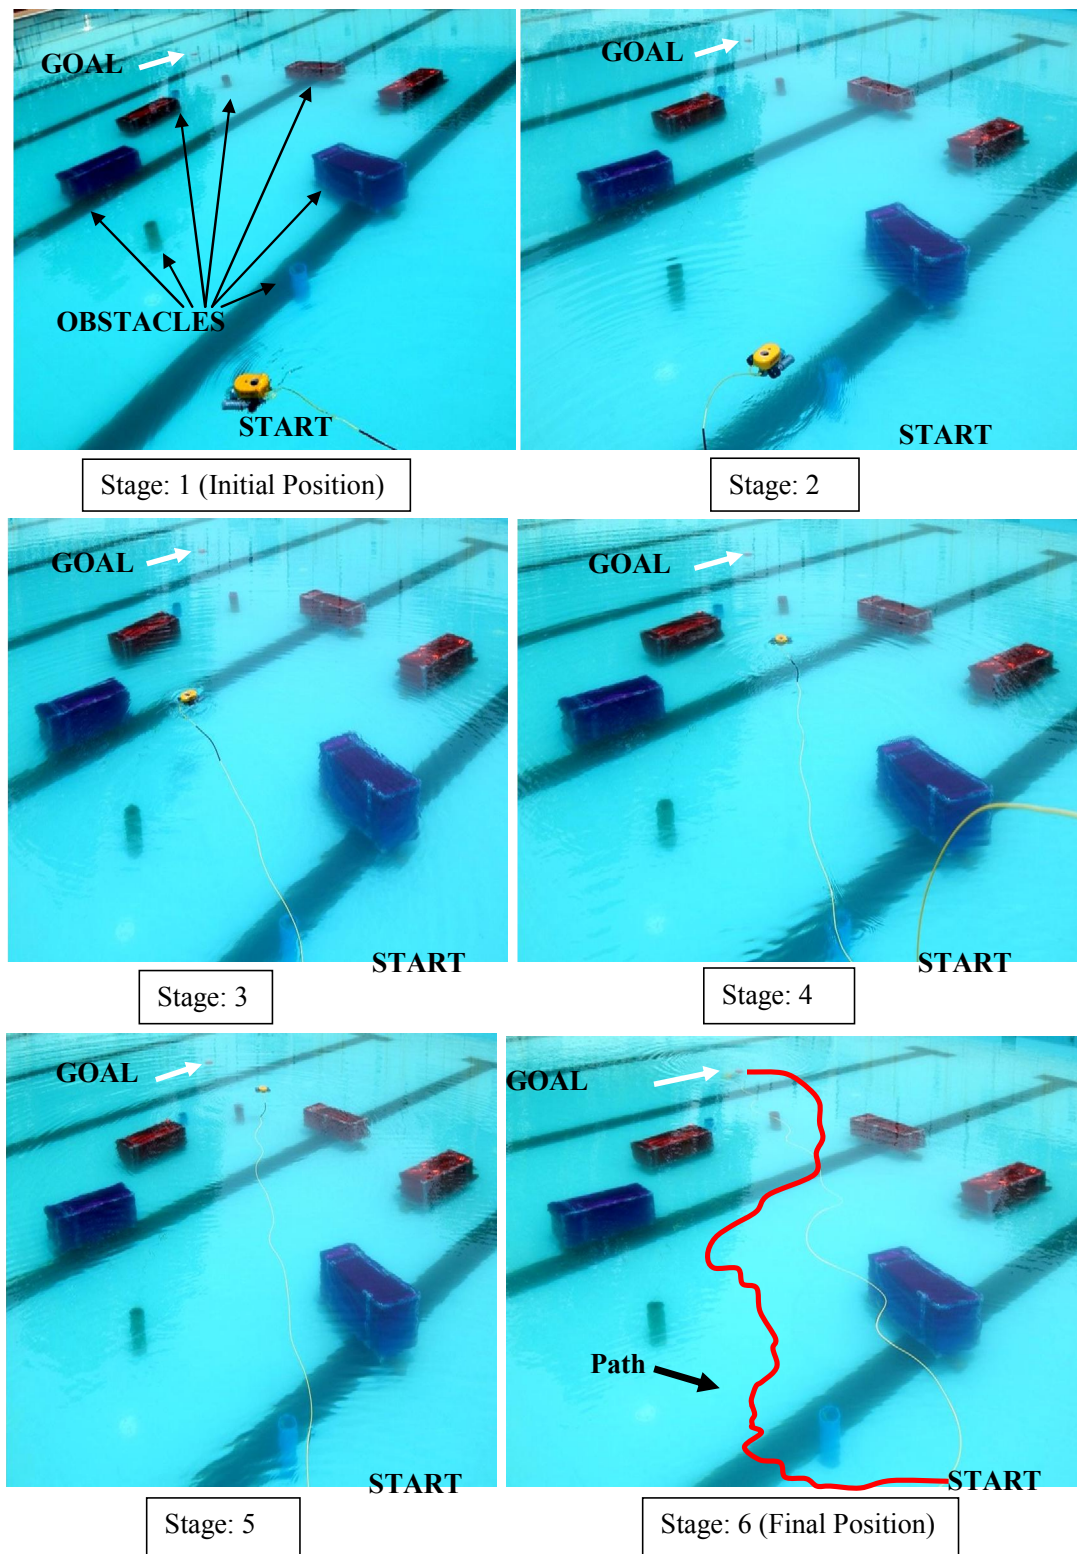 GOAL
OBSTACLES
START
Stage: 1 (Initial Position)
GOAL
START
Stage: 2
GOAL
START
Stage: 3
GOAL
START
Stage: 4
GOAL
START
Stage: 5
GOAL
Path
START
Stage: 6 (Final Position)